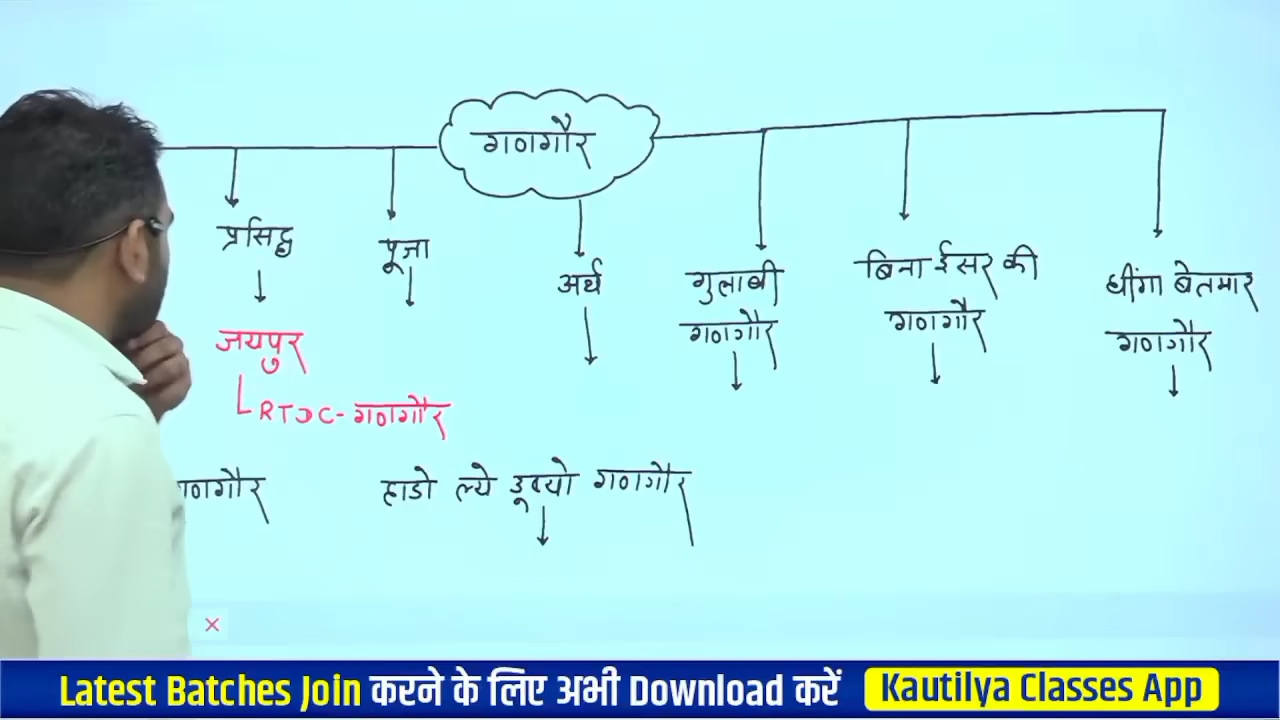 गणगौर
प्रसिद्ध
पूजा
अर्थ
गुलाबी
गणगौर
बिना ईसर की
गणगौर
धींगा बेतमार
गणगौर
जयपुर
RTDC- गणगौर
गणगौर
हाडो ल्ये डूब्यो गणगौर
Latest Batches Join करने के लिए अभी Download करें Kautilya Classes App